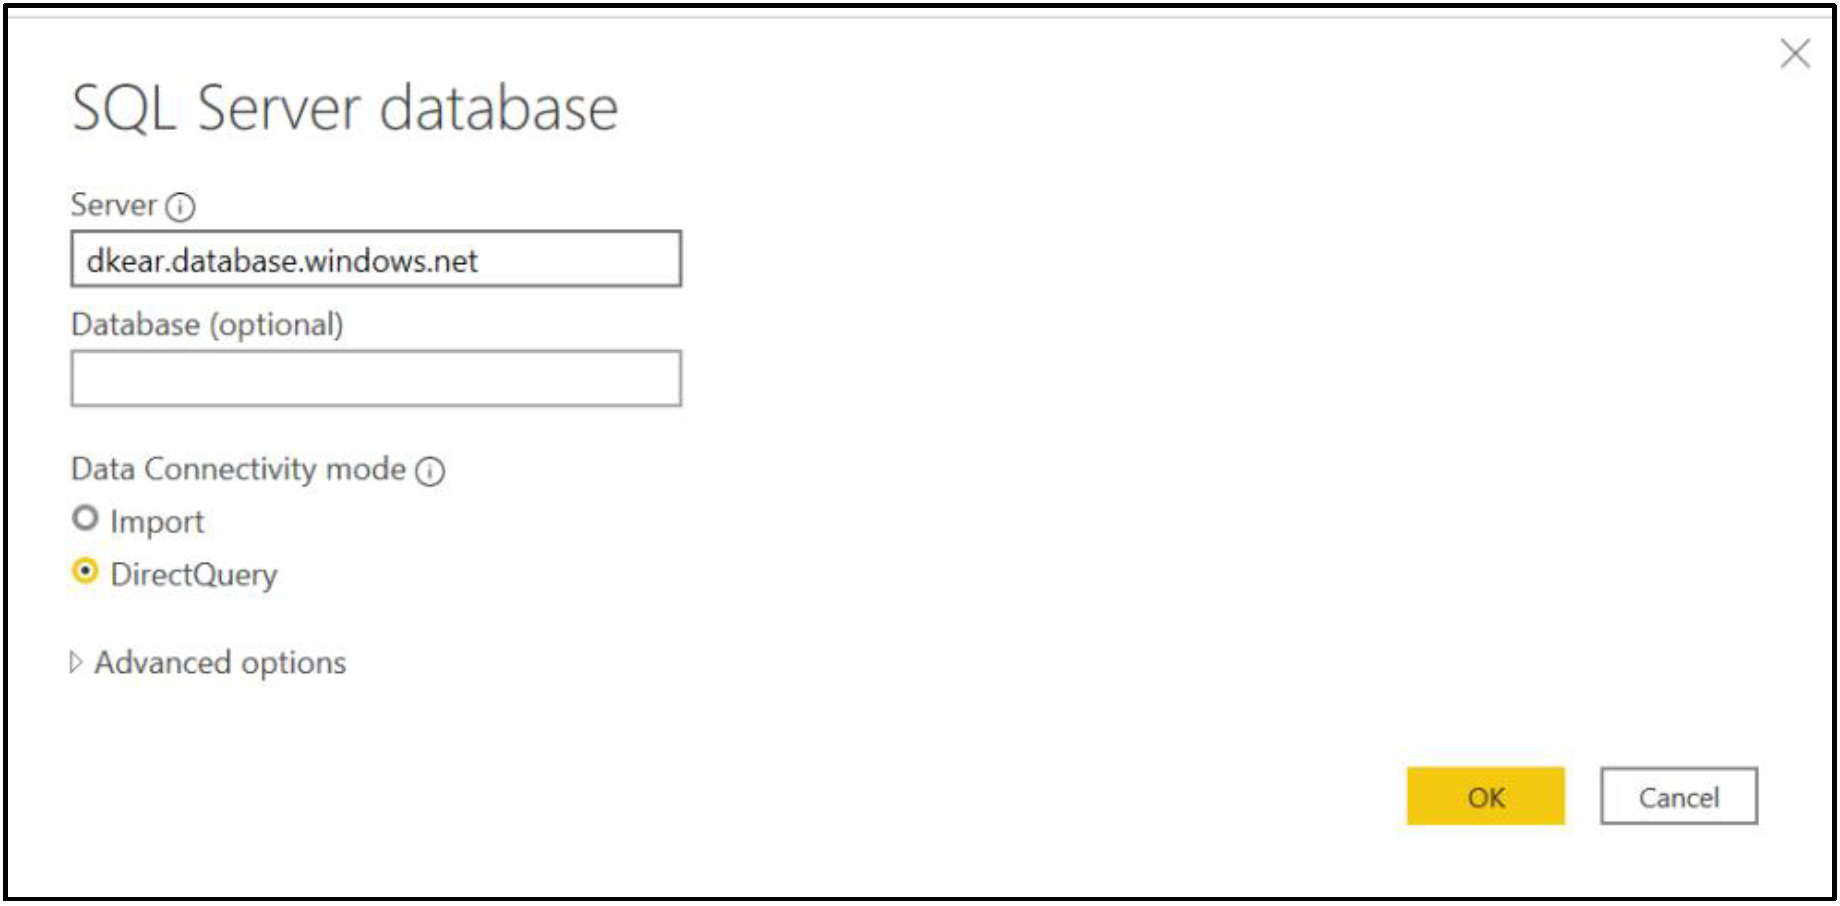 SQL Server database
Server
dkear.database.windows.net
Database (optional)
Data Connectivity mode
Import
DirectQuery
Advanced options
OK
Cancel